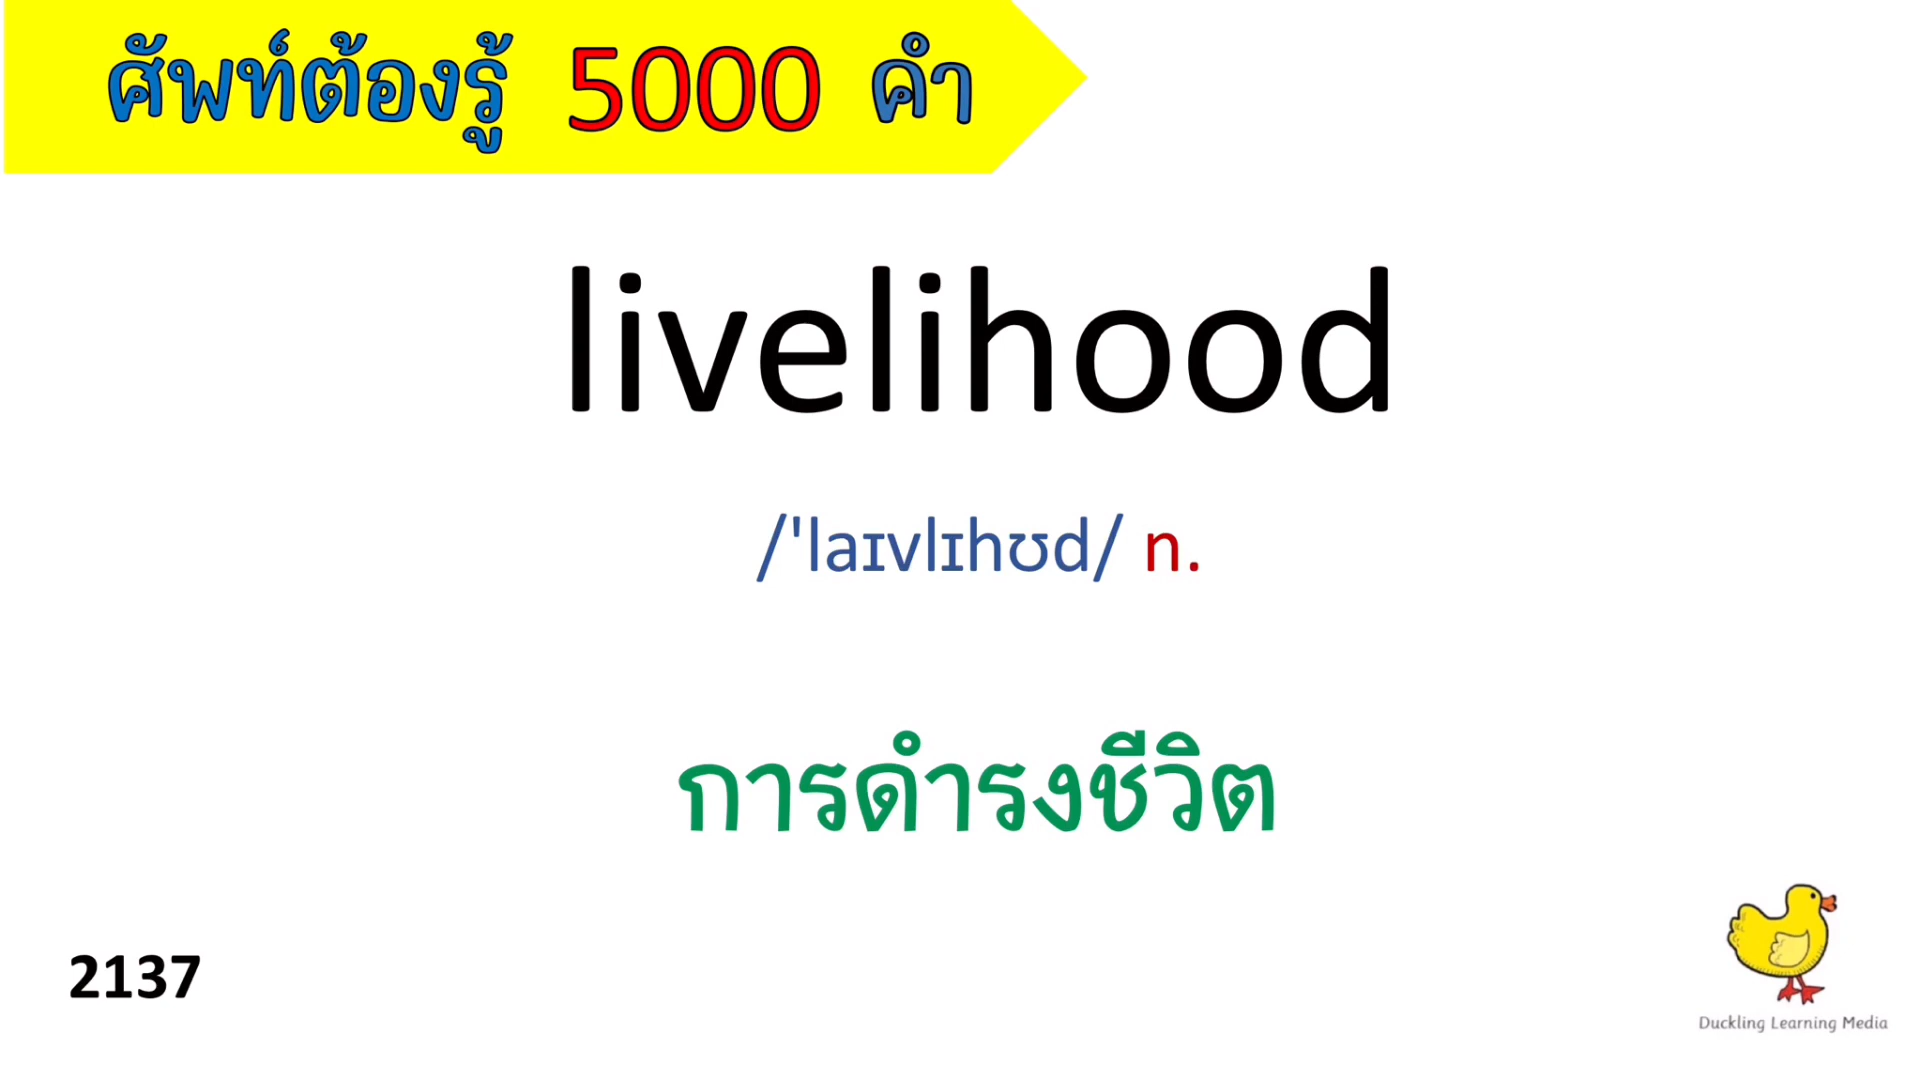 ศัพท์ต้องรู้ 5000 คำ
livelihood
/ˈlaɪvlɪhʊd/ n.
การดำรงชีวิต
2137
Duckling Learning Media